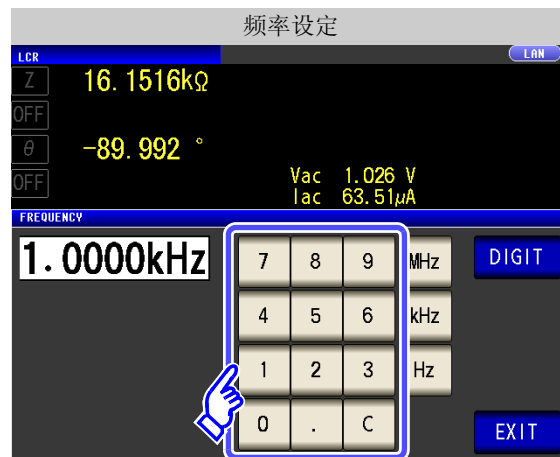 频率设定
LCR
LAN
Z 16.1516kΩ
OFF
θ -89.992 °
OFF
Vac 1.026 V
Iac 63.51μA
FREQUENCY
1.0000kHz
7 8 9 MHz DIGIT
4 5 6 kHz
1 2 3 Hz
0 . C EXIT